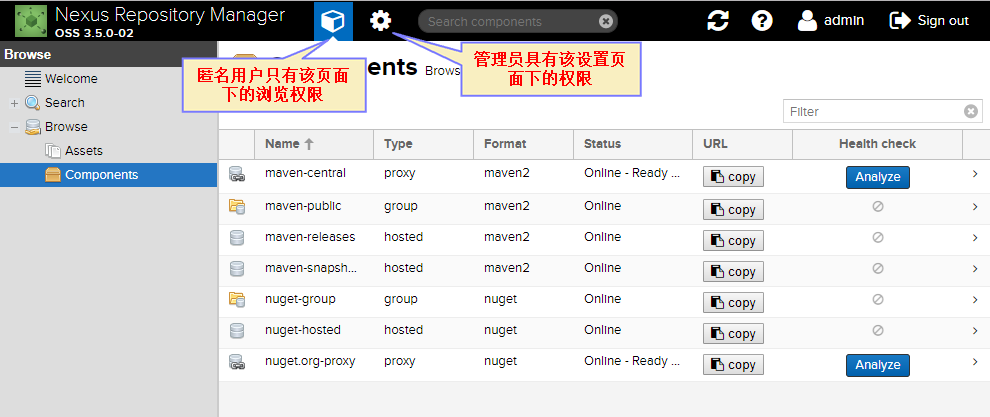 Nexus Repository Manager
OSS 3.5.0-02
Search components
admin
Sign out
Browse
Welcome
Search
Browse
Assets
Components
匿名用户只有该页面
下的浏览权限
管理员具有该设置页
面下的权限
Filter
Name Type Format Status URL Health check
maven-central proxy maven2 Online - Ready ... copy Analyze
maven-public group maven2 Online copy
maven-releases hosted maven2 Online copy
maven-snapsh... hosted maven2 Online copy
nuget-group group nuget Online copy
nuget-hosted hosted nuget Online copy
nuget.org-proxy proxy nuget Online - Ready ... copy Analyze